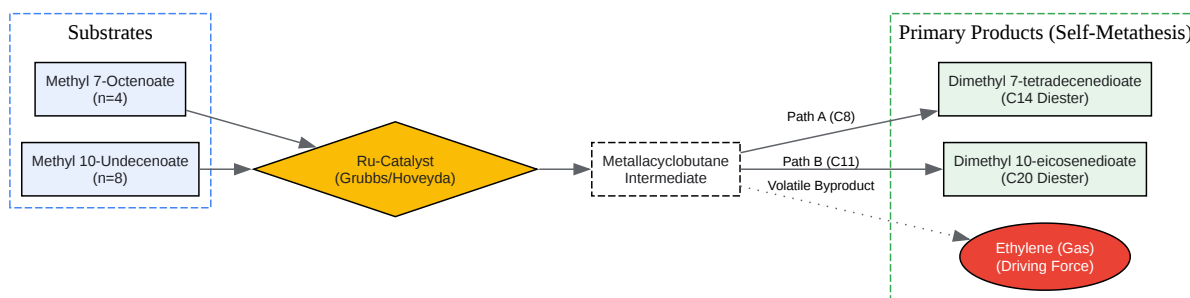 Substrates
Methyl 7-Octenoate
(n=4)
Methyl 10-Undecenoate
(n=8)
Ru-Catalyst
(Grubbs/Hoveyda)
Metallacyclobutane
Intermediate
Path A (C8)
Path B (C11)
Volatile Byproduct
Primary Products (Self-Metathesis)
Dimethyl 7-tetradecenedioate
(C14 Diester)
Dimethyl 10-eicosenedioate
(C20 Diester)
Ethylene (Gas)
(Driving Force)